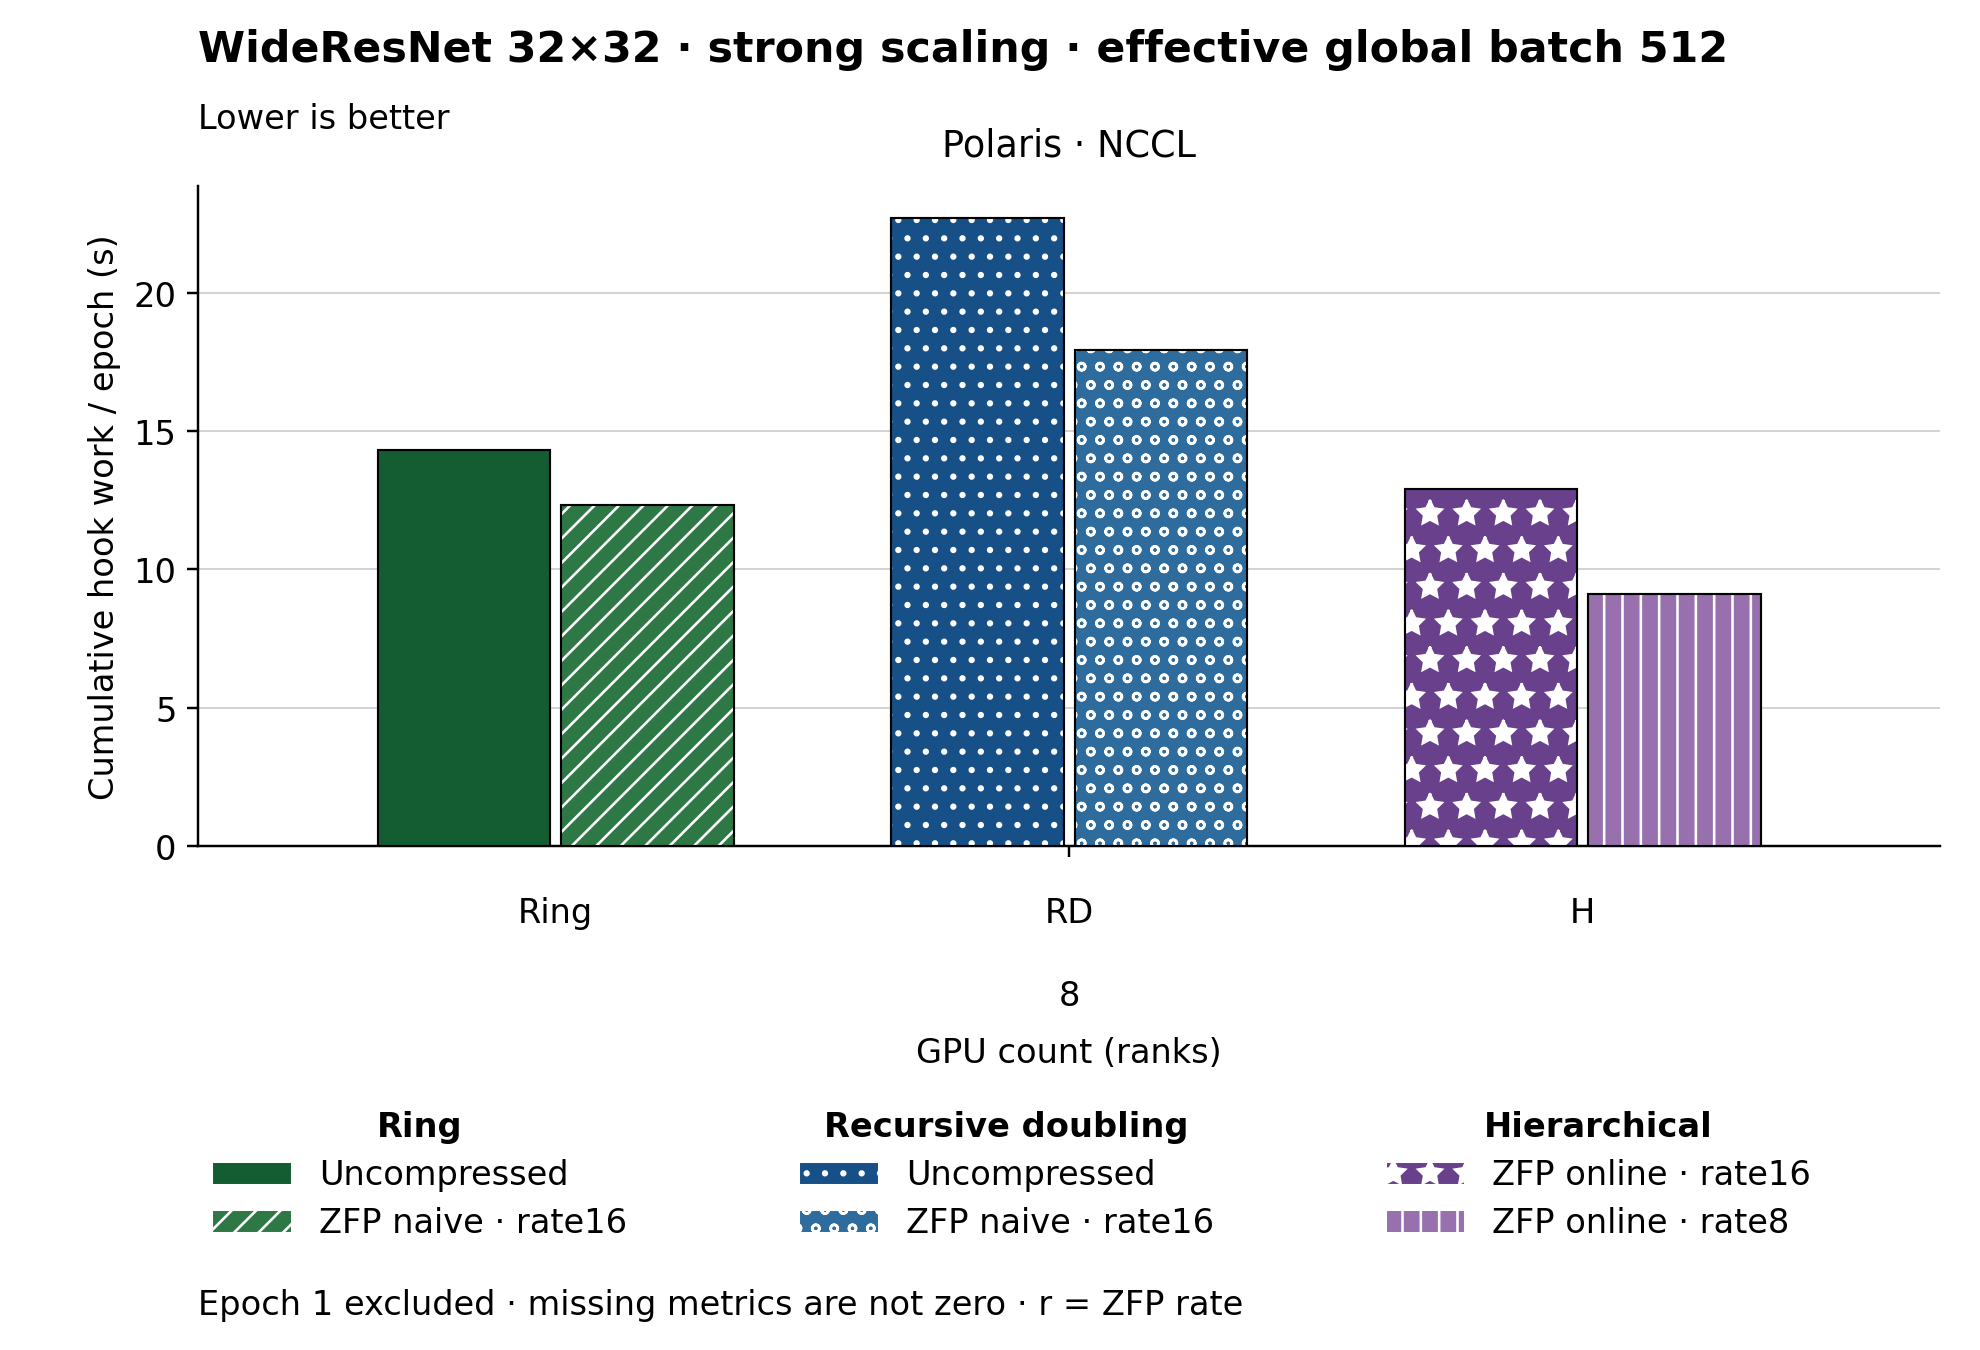 WideResNet 32×32 · strong scaling · effective global batch 512
Lower is better
Polaris · NCCL
Cumulative hook work / epoch (s)
20
15
10
5
0
Ring
RD
H
8
GPU count (ranks)
Ring
Uncompressed
ZFP naive · rate16
Recursive doubling
Uncompressed
ZFP naive · rate16
Hierarchical
ZFP online · rate16
ZFP online · rate8
Epoch 1 excluded · missing metrics are not zero · r = ZFP rate